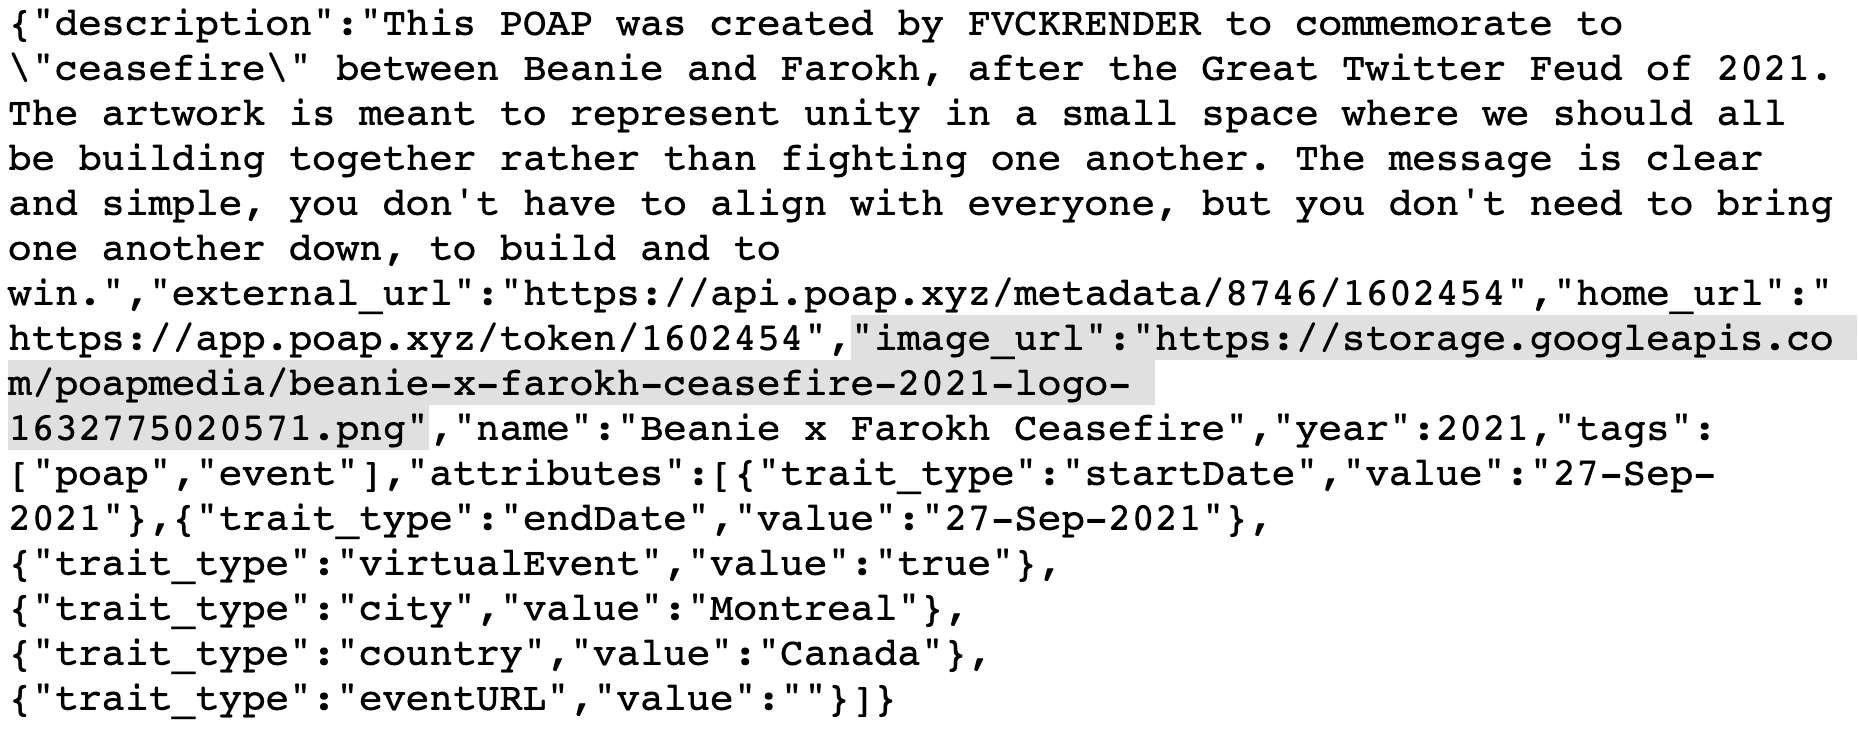 {"description":"This POAP was created by FVCKRENDER to commemorate to
\"ceasefire\" between Beanie and Farokh, after the Great Twitter Feud of 2021.
The artwork is meant to represent unity in a small space where we should all
be building together rather than fighting one another. The message is clear
and simple, you don't have to align with everyone, but you don't need to bring
one another down, to build and to
win.","external_url":"https://api.poap.xyz/metadata/8746/1602454","home_url":"
https://app.poap.xyz/token/1602454","image_url":"https://storage.googleapis.co
m/poapmedia/beanie-x-farokh-ceasefire-2021-logo-
1632775020571.png","name":"Beanie x Farokh Ceasefire","year":2021,"tags":
["poap","event"],"attributes":[{"trait_type":"startDate","value":"27-Sep-
2021"},{"trait_type":"endDate","value":"27-Sep-2021"},
{"trait_type":"virtualEvent","value":"true"},
{"trait_type":"city","value":"Montreal"},
{"trait_type":"country","value":"Canada"},
{"trait_type":"eventURL","value":""}]}